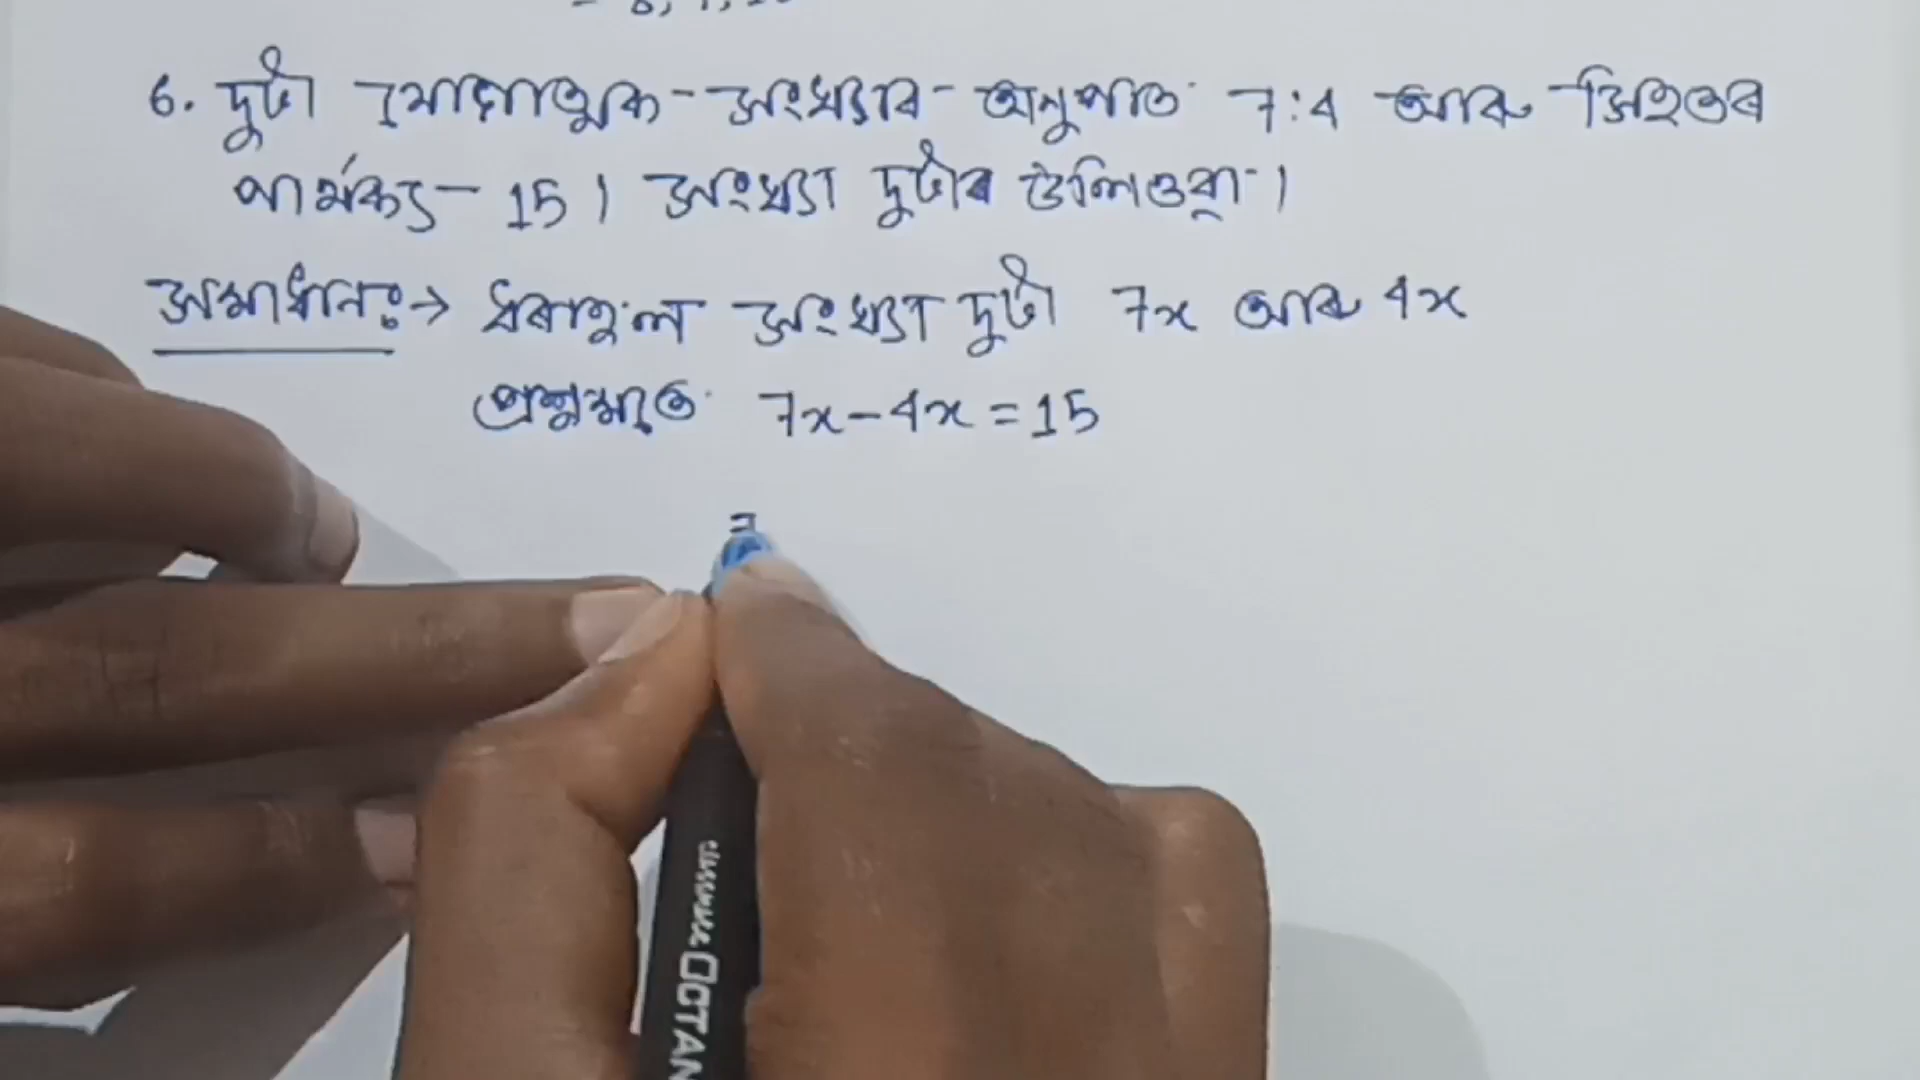 6. দুটা যোগাত্মক সংখ্যাৰ অনুপাত 7:4 আৰু সিহঁতৰ
পাৰ্থক্য 15। সংখ্যা দুটাৰ উলিওৱা।
সমাধানঃ→ ধৰাহ'ল সংখ্যা দুটা 7x আৰু 4x
প্ৰশ্নমতে 7x-4x=15
=
OCTAN